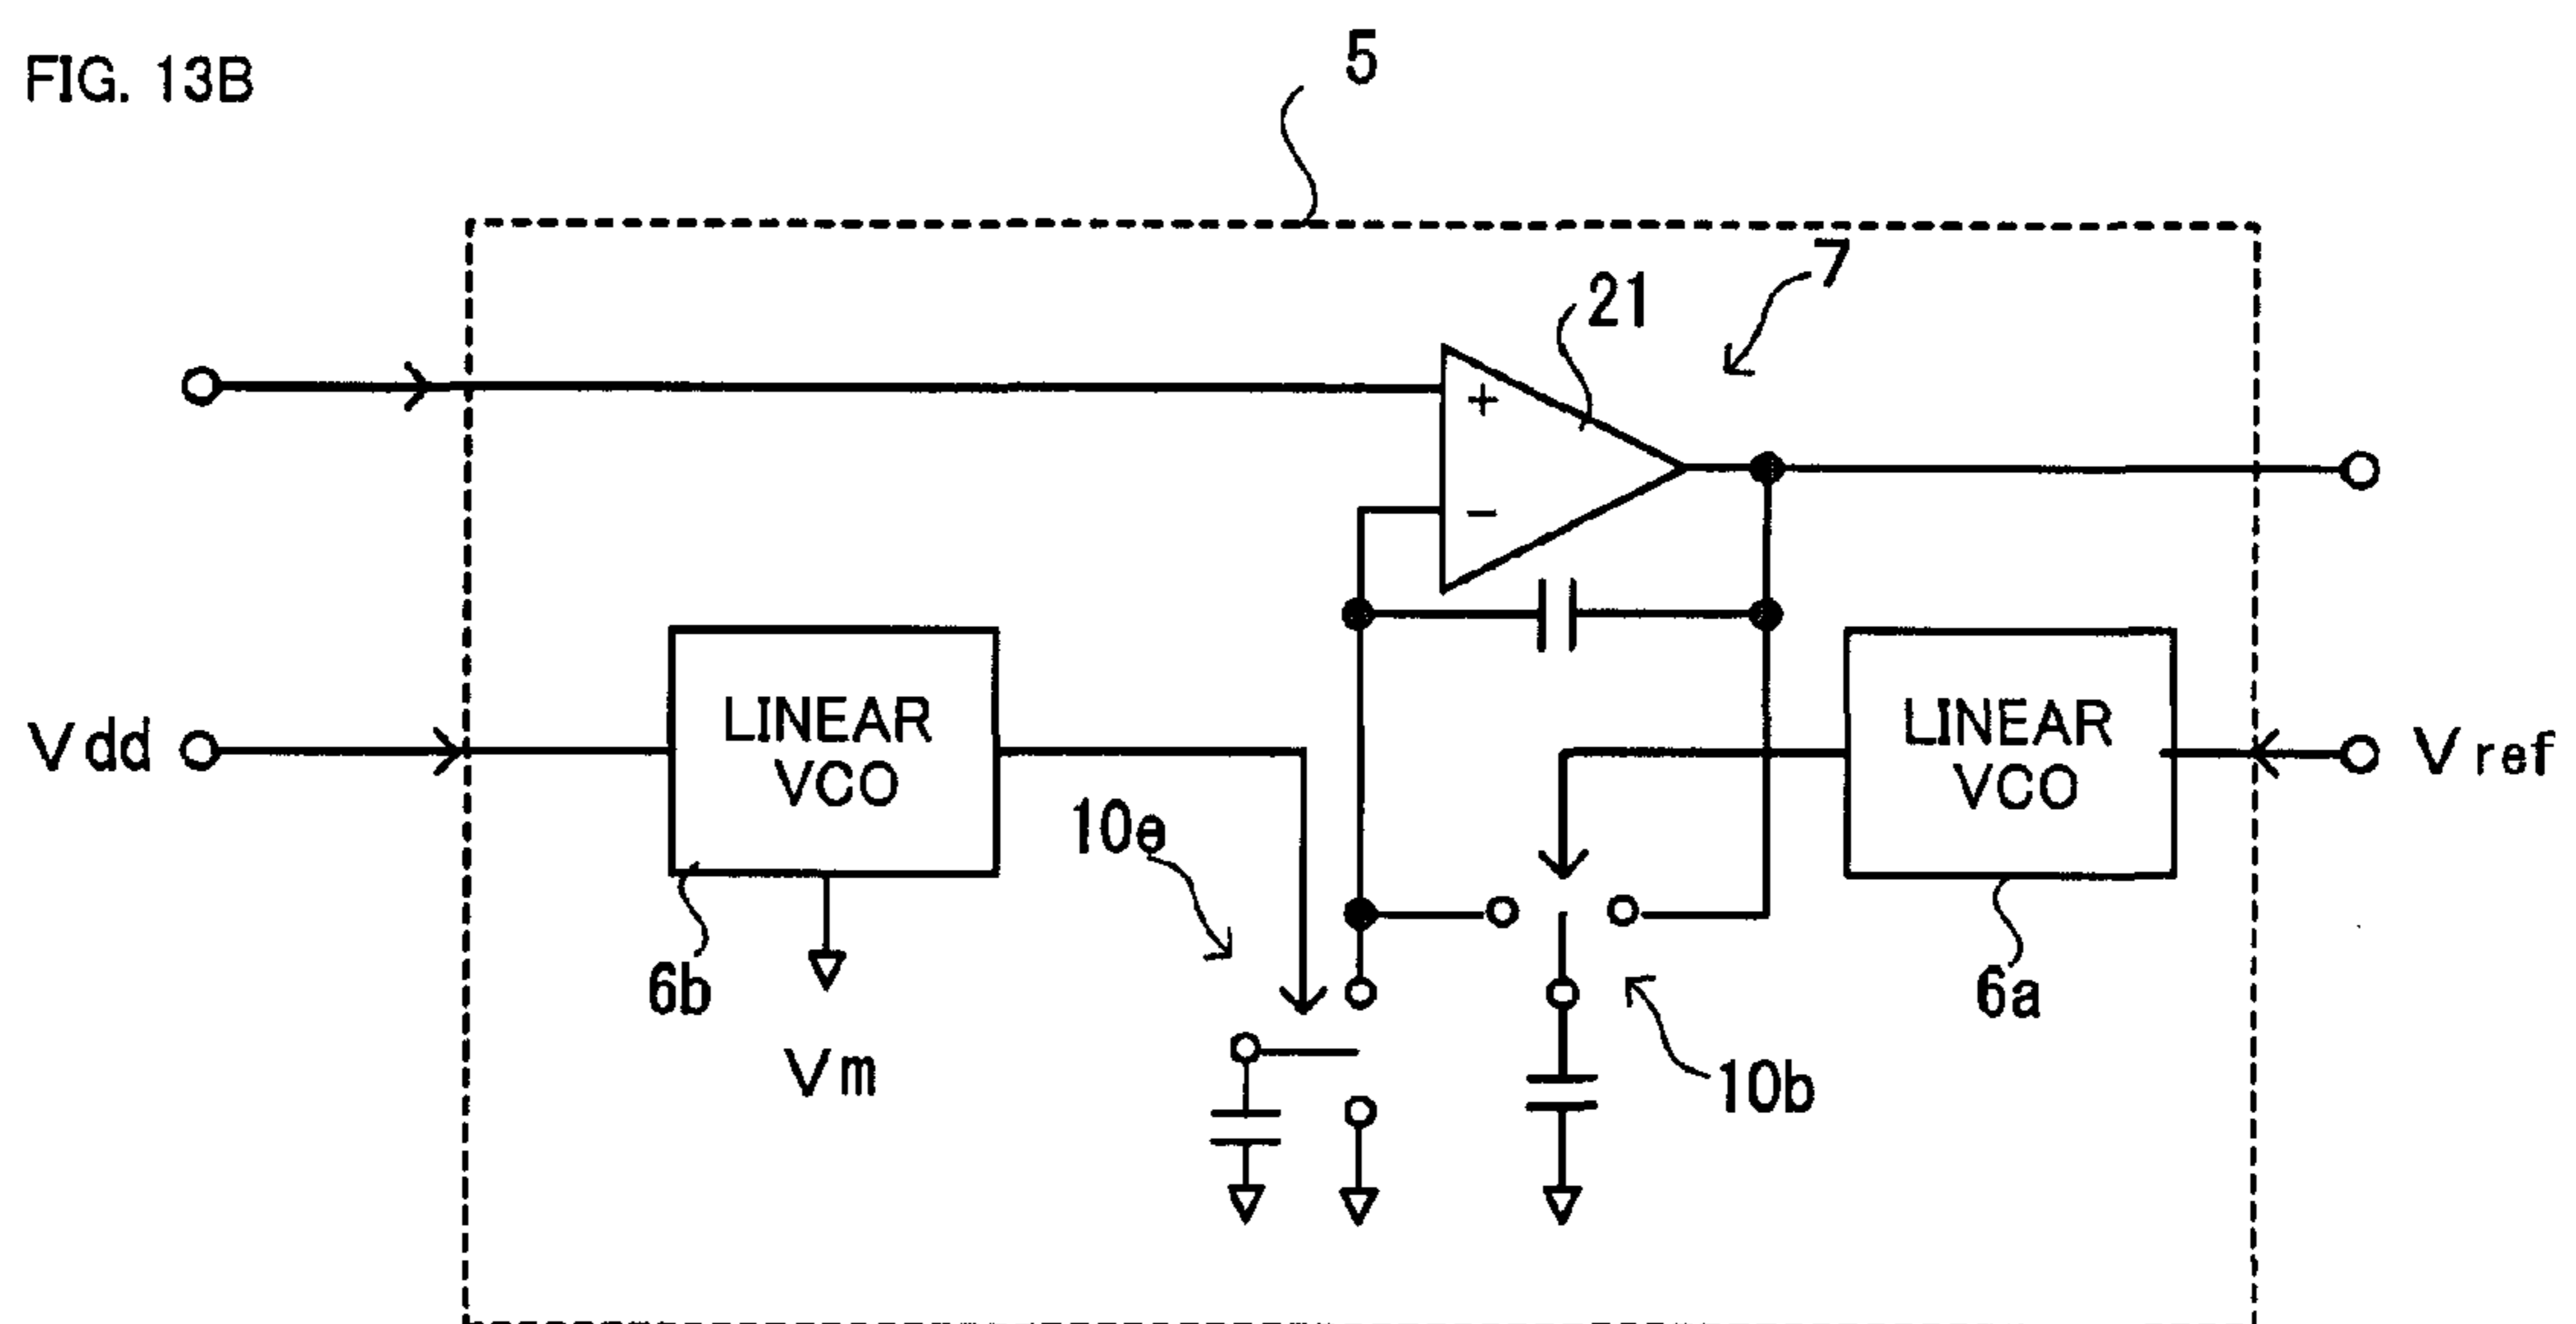 FIG. 13B
5
7
21
+
-
LINEAR
VCO
LINEAR
VCO
Vdd
Vref
10e
6b
6a
Vm
10b